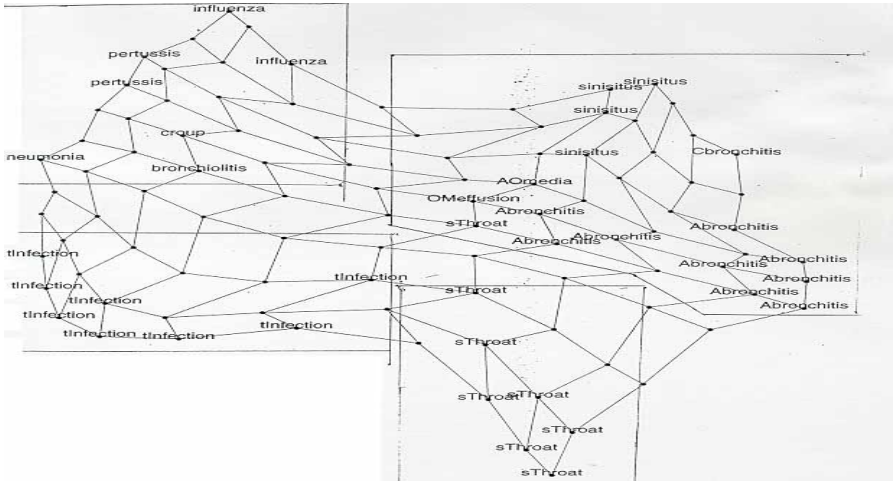 influenza
pertussis
influenza
pertussis
sinisitus
sinisitus
sinisitus
croup
sinisitus
Cbronchitis
neumonia
bronchiolitis
AOmedia
OMeffusion
Abronchitis
sThroat
Abronchitis
Abronchitis
Abronchitis
tInfection
Abronchitis
Abronchitis
tInfection
Abronchitis
tInfection
sThroat
Abronchitis
tInfection
Abronchitis
tInfection
tInfection
tInfection
tInfection
sThroat
sThroat
sThroat
sThroat
sThroat
sThroat